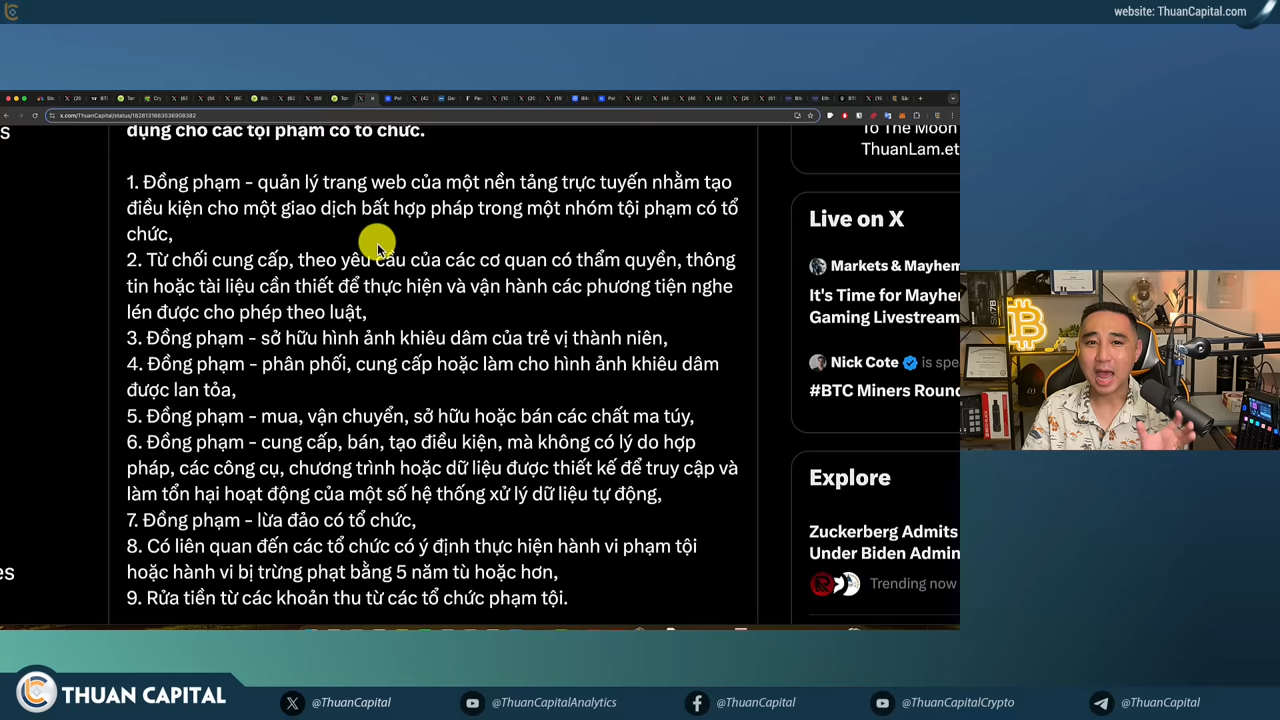 website: ThuanCapital.com
x.com/ThuanCapital/status/1828131683536908382
dụng cho các tội phạm có tổ chức.
1. Đồng phạm - quản lý trang web của một nền tảng trực tuyến nhằm tạo
điều kiện cho một giao dịch bất hợp pháp trong một nhóm tội phạm có tổ
chức,
2. Từ chối cung cấp, theo yêu cầu của các cơ quan có thẩm quyền, thông
tin hoặc tài liệu cần thiết để thực hiện và vận hành các phương tiện nghe
lén được cho phép theo luật,
3. Đồng phạm - sở hữu hình ảnh khiêu dâm của trẻ vị thành niên,
4. Đồng phạm - phân phối, cung cấp hoặc làm cho hình ảnh khiêu dâm
được lan tỏa,
5. Đồng phạm - mua, vận chuyển, sở hữu hoặc bán các chất ma túy,
6. Đồng phạm - cung cấp, bán, tạo điều kiện, mà không có lý do hợp
pháp, các công cụ, chương trình hoặc dữ liệu được thiết kế để truy cập và
làm tổn hại hoạt động của một số hệ thống xử lý dữ liệu tự động,
7. Đồng phạm - lừa đảo có tổ chức,
8. Có liên quan đến các tổ chức có ý định thực hiện hành vi phạm tội
hoặc hành vi bị trừng phạt bằng 5 năm tù hoặc hơn,
9. Rửa tiền từ các khoản thu từ các tổ chức phạm tội.
s
es
To The Moon
ThuanLam.et
Live on X
Markets & Mayhem
It's Time for Mayhe
Gaming Livestream
Nick Cote is spe
#BTC Miners Round
Explore
Zuckerberg Admits
Under Biden Admin
Trending now
SM7B
THUAN CAPITAL
@ThuanCapital
@ThuanCapitalAnalytics
@ThuanCapital
@ThuanCapitalCrypto
@ThuanCapital